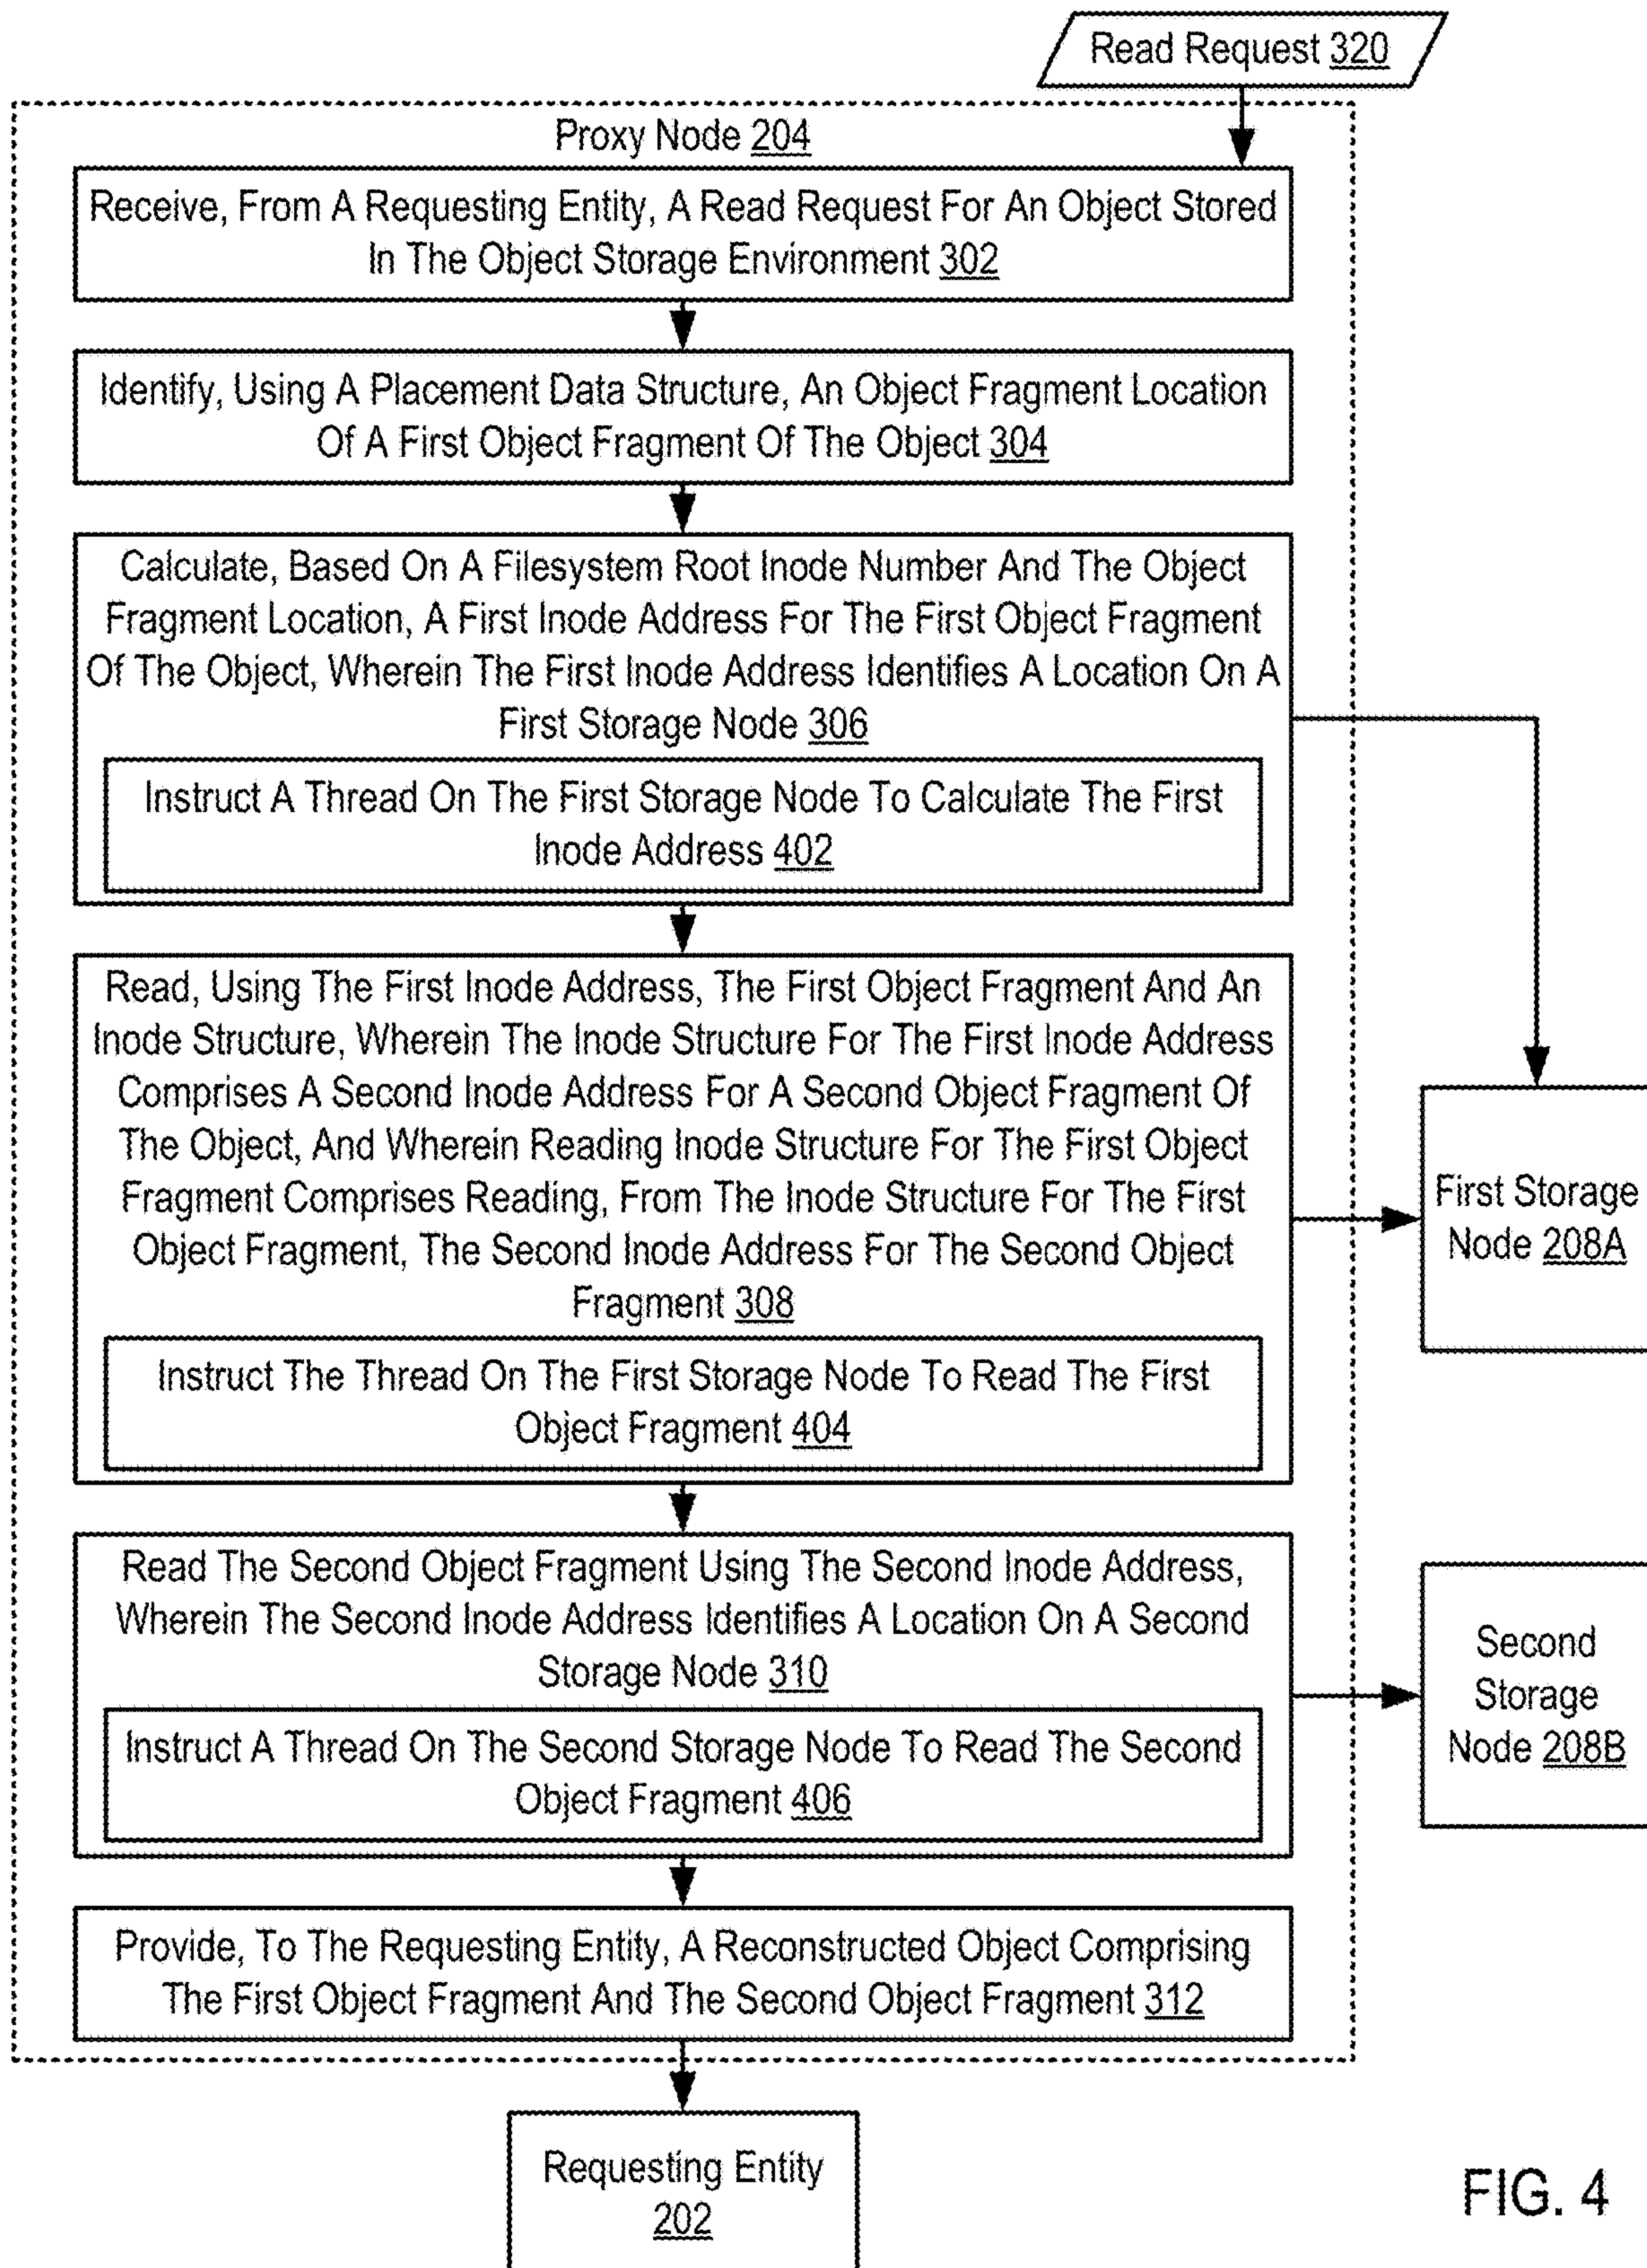 Read Request 320
Proxy Node 204
Receive, From A Requesting Entity, A Read Request For An Object Stored
In The Object Storage Environment 302
Identify, Using A Placement Data Structure, An Object Fragment Location
Of A First Object Fragment Of The Object 304
Calculate, Based On A Filesystem Root Inode Number And The Object
Fragment Location, A First Inode Address For The First Object Fragment
Of The Object, Wherein The First Inode Address Identifies A Location On A
First Storage Node 306
Instruct A Thread On The First Storage Node To Calculate The First
Inode Address 402
Read, Using The First Inode Address, The First Object Fragment And An
Inode Structure, Wherein The Inode Structure For The First Inode Address
Comprises A Second Inode Address For A Second Object Fragment Of
The Object, And Wherein Reading Inode Structure For The First Object
Fragment Comprises Reading, From The Inode Structure For The First
Object Fragment, The Second Inode Address For The Second Object
Fragment 308
Instruct The Thread On The First Storage Node To Read The First
Object Fragment 404
First Storage
Node 208A
Read The Second Object Fragment Using The Second Inode Address,
Wherein The Second Inode Address Identifies A Location On A Second
Storage Node 310
Instruct A Thread On The Second Storage Node To Read The Second
Object Fragment 406
Second
Storage
Node 208B
Provide, To The Requesting Entity, A Reconstructed Object Comprising
The First Object Fragment And The Second Object Fragment 312
Requesting Entity
202
FIG. 4